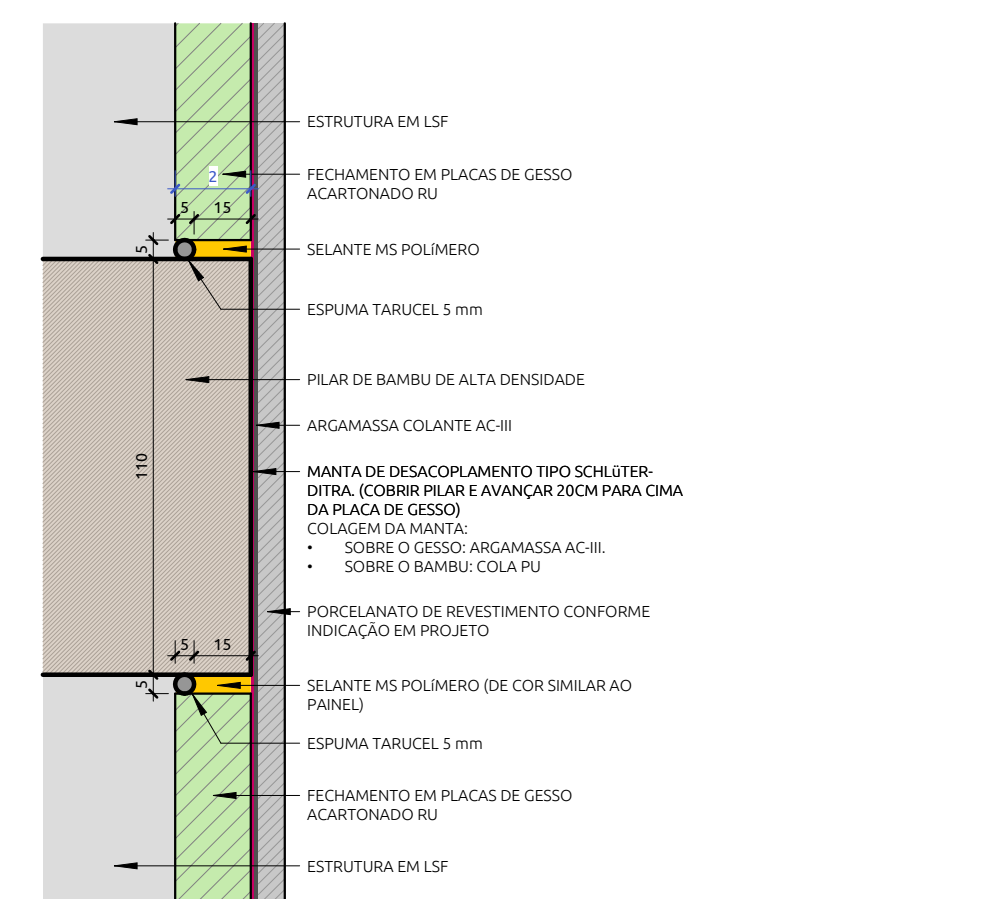 ESTRUTURA EM LSF
FECHAMENTO EM PLACAS DE GESSO
ACARTONADO RU
2
5 15
5
SELANTE MS POLíMERO
ESPUMA TARUCEL 5 mm
PILAR DE BAMBU DE ALTA DENSIDADE
ARGAMASSA COLANTE AC-III
110
MANTA DE DESACOPLAMENTO TIPO SCHLüTER-
DITRA. (COBRIR PILAR E AVANÇAR 20CM PARA CIMA
DA PLACA DE GESSO)
COLAGEM DA MANTA:
• SOBRE O GESSO: ARGAMASSA AC-III.
• SOBRE O BAMBU: COLA PU
PORCELANATO DE REVESTIMENTO CONFORME
INDICAÇÃO EM PROJETO
5 15
5
SELANTE MS POLíMERO (DE COR SIMILAR AO
PAINEL)
ESPUMA TARUCEL 5 mm
FECHAMENTO EM PLACAS DE GESSO
ACARTONADO RU
ESTRUTURA EM LSF